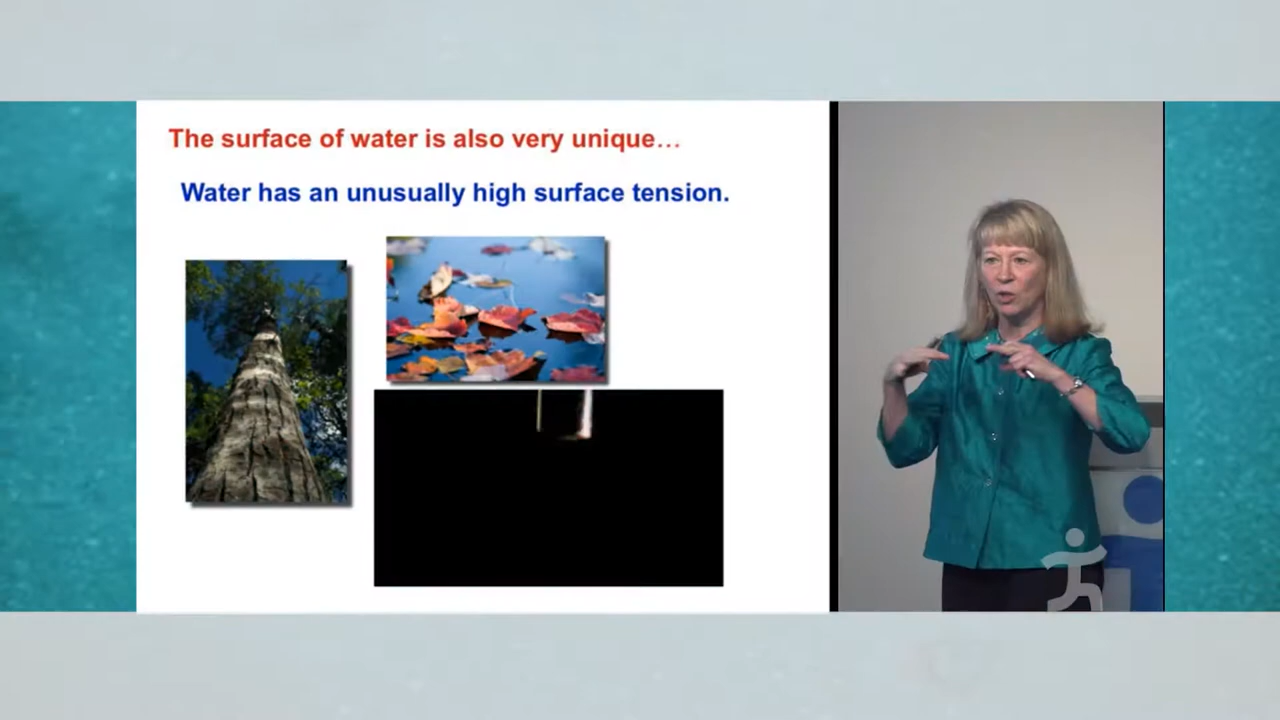 The surface of water is also very unique…
Water has an unusually high surface tension.